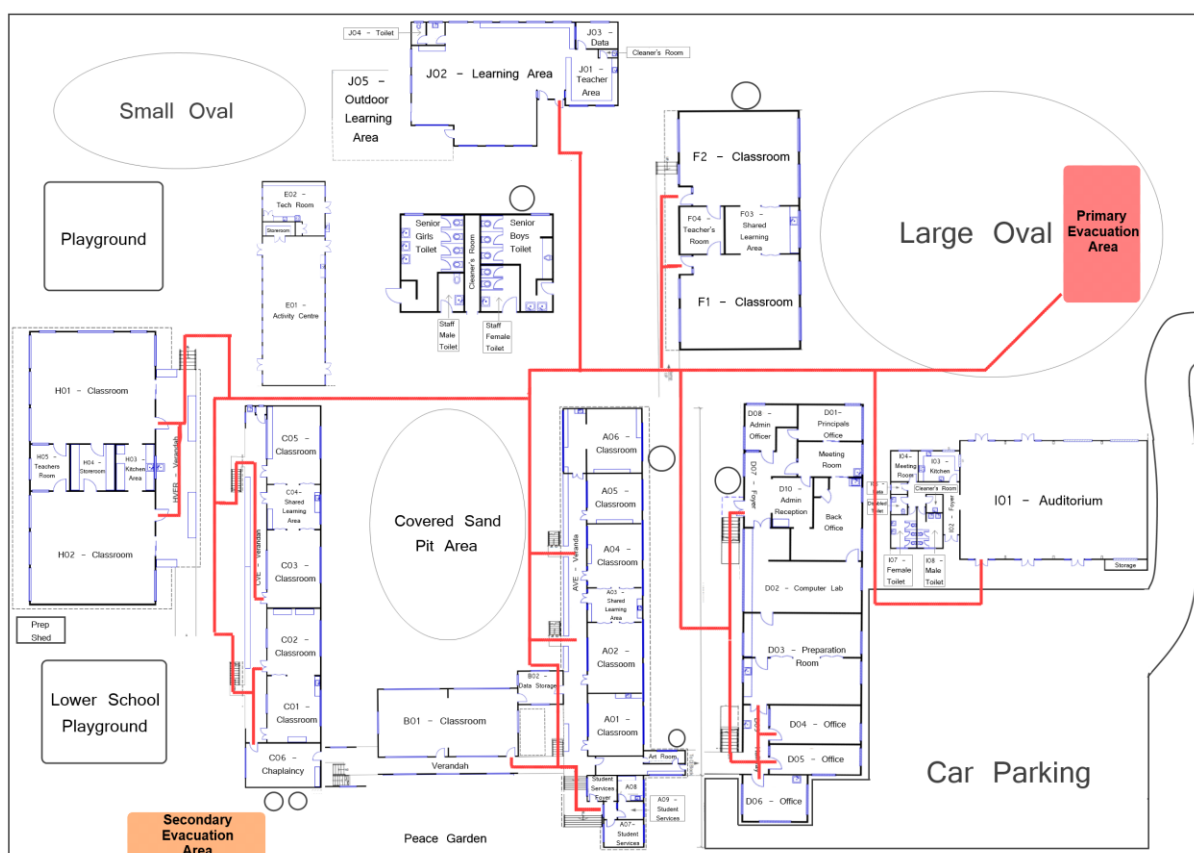 J04 - Toilet
J03 -
Data
Cleaner's Room
J02 - Learning Area
J01 -
Teacher
Area
J05 -
Outdoor
Learning
Area
Small Oval
F2 - Classroom
F04 -
Teacher's
Room
F03 -
Shared
Learning
Area
F1 - Classroom
Large Oval
Primary
Evacuation
Area
Playground
E02 -
Tech Room
Storeroom
E01 -
Activity Centre
Senior
Girls
Toilet
Cleaner's Room
Senior
Boys
Toilet
Staff
Male
Toilet
Staff
Female
Toilet
H01 - Classroom
H05 -
Teachers
Room
H04 -
Storeroom
H03 -
Kitchen
Area
HVER - Verandah
H02 - Classroom
Prep
Shed
Lower School
Playground
C05 -
Classroom
C04 -
Shared
Learning
Area
CVE - Verandah
C03 -
Classroom
C02 -
Classroom
C01 -
Classroom
C06 -
Chaplaincy
Covered Sand
Pit Area
A06 -
Classroom
A05 -
Classroom
A04 -
Classroom
A03 -
Shared
Learning Area
AVE - Veranda
A02 -
Classroom
A01 -
Classroom
B02 -
Data Storage
B01 - Classroom
Verandah
Art Room
Student
Services
Foyer
A08
A09 -
Student
Services
A07-
Student
Services
Peace Garden
Secondary
Evacuation
Area
D08 -
Admin
Officer
D01-
Principals
Office
Meeting
Room
D07 - Foyer
D10 -
Admin
Reception
Back
Office
D02 - Computer Lab
D03 - Preparation
Room
D04 - Office
D05 - Office
D06 - Office
I04 -
Meeting
Room
I03 -
Kitchen
Cleaner's Room
I02 - Foyer
I01 - Auditorium
I07 -
Female
Toilet
I08 -
Male
Toilet
Storage
Car Parking